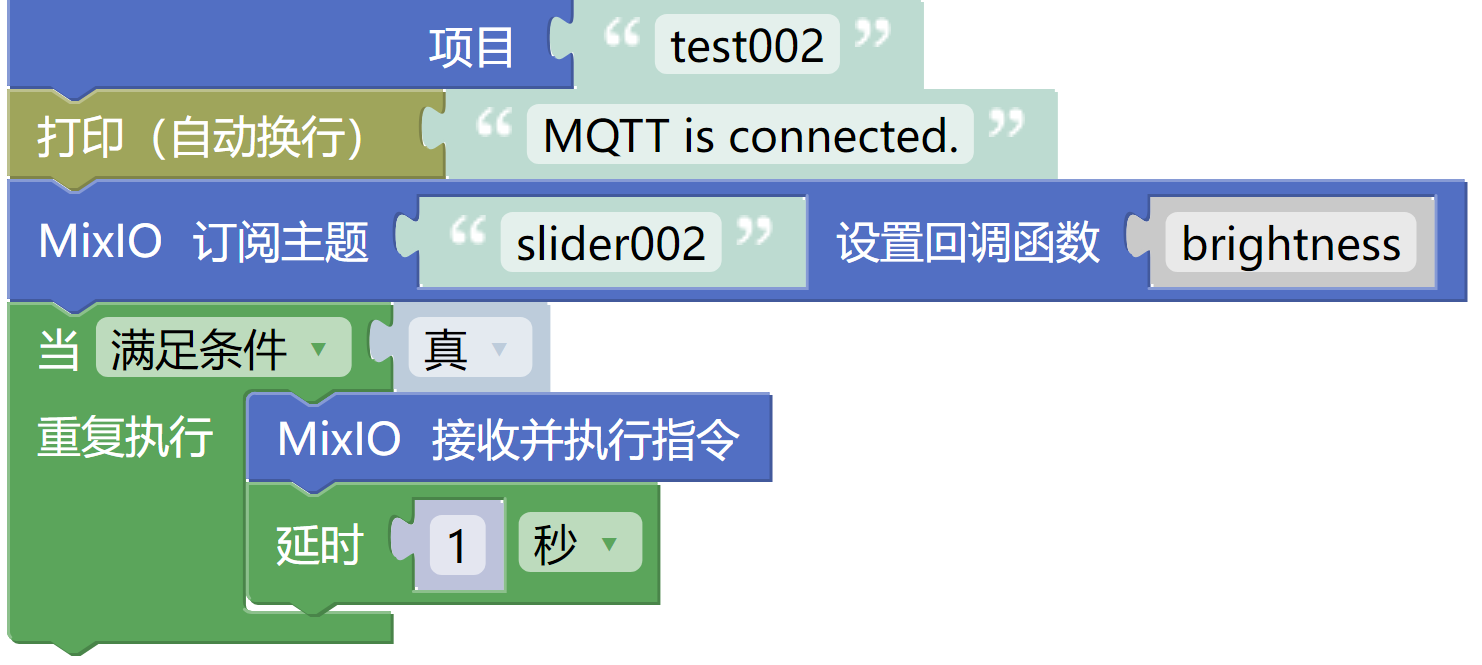 项目 “ test002 ”
打印（自动换行） “ MQTT is connected. ”
MixIO 订阅主题 “ slider002 ” 设置回调函数 brightness
当 满足条件 真
重复执行 MixIO 接收并执行指令
延时 1 秒